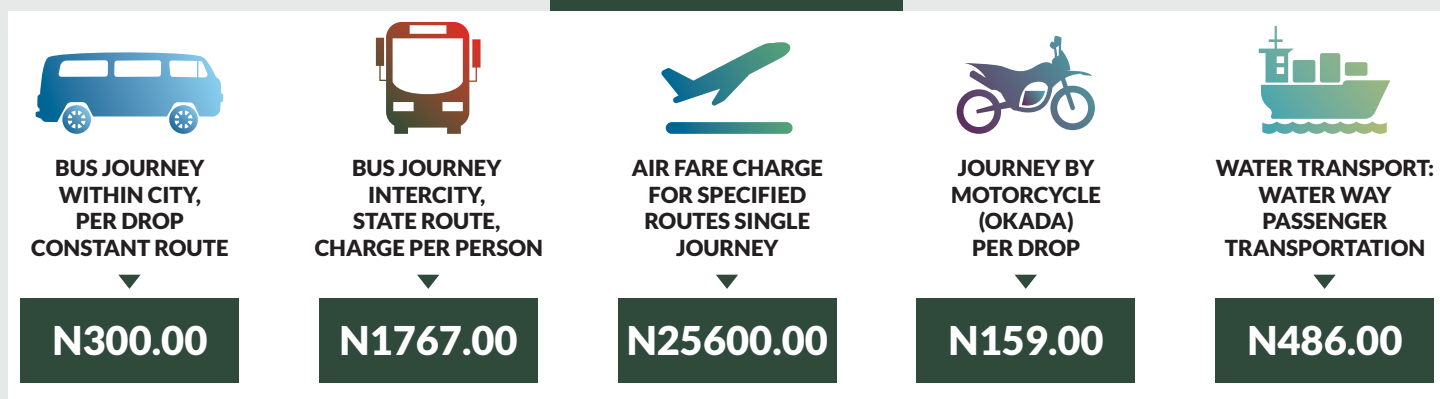 BUS JOURNEY
WITHIN CITY,
PER DROP
CONSTANT ROUTE
N300.00
BUS JOURNEY
INTERCITY,
STATE ROUTE,
CHARGE PER PERSON
N1767.00
AIR FARE CHARGE
FOR SPECIFIED
ROUTES SINGLE
JOURNEY
N25600.00
JOURNEY BY
MOTORCYCLE
(OKADA)
PER DROP
N159.00
WATER TRANSPORT:
WATER WAY
PASSENGER
TRANSPORTATION
N486.00